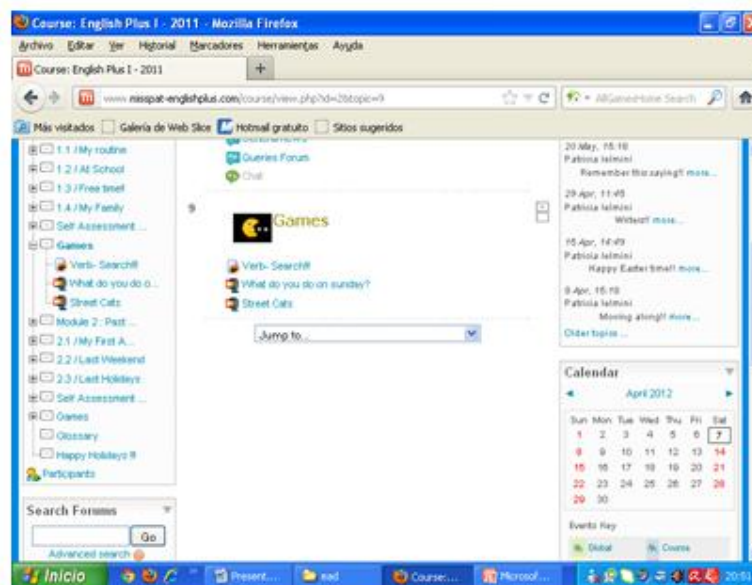 Course: English Plus I - 2011 - Mozilla Firefox
Archivo Editar Ver Historial Marcadores Herramientas Ayuda
Course: English Plus I - 2011
www.misspat-englishplus.com/course/view.php?id=2&topic=9
Más visitados Galería de Web Slice Hotmail gratuito Sitios sugeridos
1.1 / My routine
1.2 / At School
1.3 / Free time!
1.4 / My Family
Self Assessment ...
Games
Verb- Search!!!
What do you do o...
Street Cats
Module 2 : Past ...
2.1 / My First A...
2.2 / Last Weekend
2.3 / Last Holidays
Self Assessment ...
Games
Glossary
Happy Holidays !!!
Participants
Search Forums
Go
Advanced search
Queries Forum
Chat
9
Games
Verb- Search!!!
What do you do on sunday?
Street Cats
Jump to...
20 May, 15:18
Patricia Ielmini
Remember this saying!! more...
29 Apr, 11:45
Patricia Ielmini
Writers!! more...
15 Apr, 14:49
Patricia Ielmini
Happy Easter time!! more...
8 Apr, 15:18
Patricia Ielmini
Moving along!! more...
Older topics ...
Calendar
April 2012
Sun Mon Tue Wed Thu Fri Sat
1 2 3 4 5 6 7
8 9 10 11 12 13 14
15 16 17 18 19 20 21
22 23 24 25 26 27 28
29 30
Events Key
Global Course
Inicio Present.... ead Course:... Microsof...